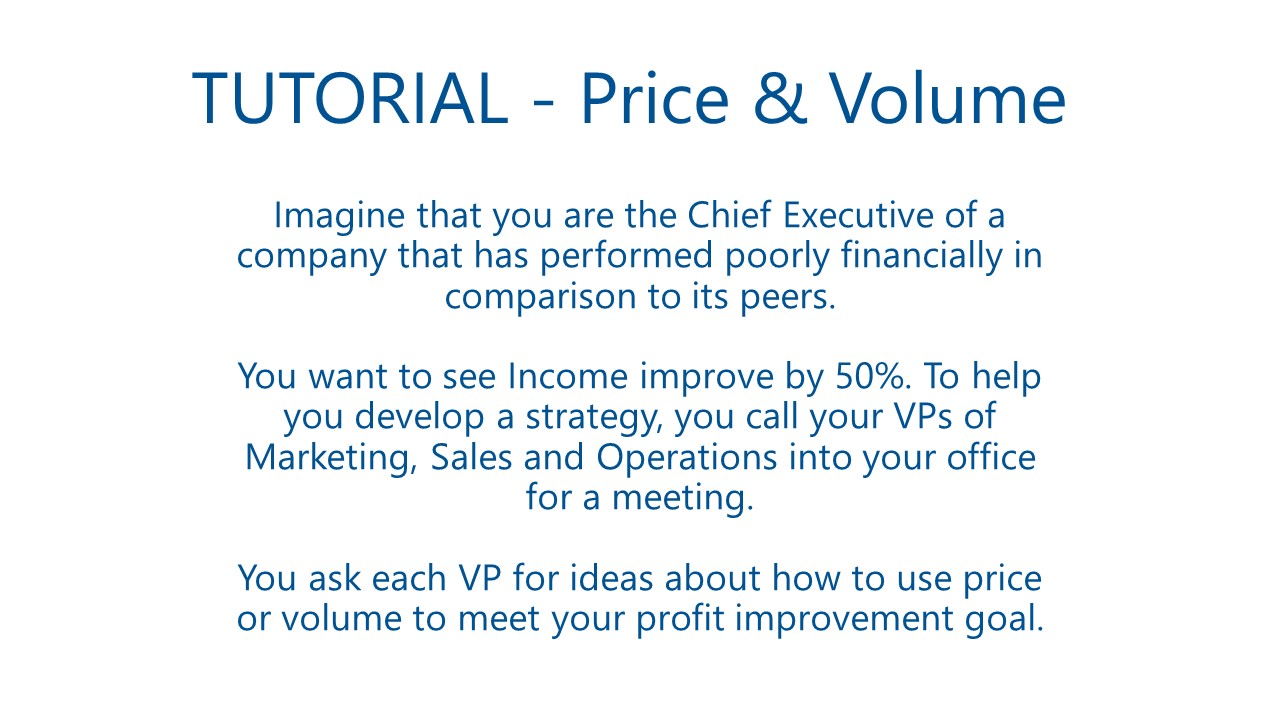 TUTORIAL - Price & Volume
Imagine that you are the Chief Executive of a
company that has performed poorly financially in
comparison to its peers.
You want to see Income improve by 50%. To help
you develop a strategy, you call your VPs of
Marketing, Sales and Operations into your office
for a meeting.
You ask each VP for ideas about how to use price
or volume to meet your profit improvement goal.